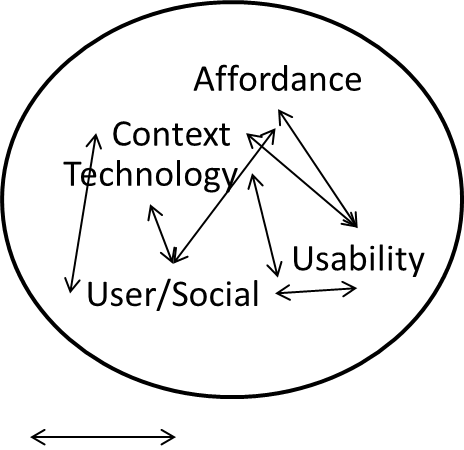 Affordance
Context
Technology
Usability
User/Social